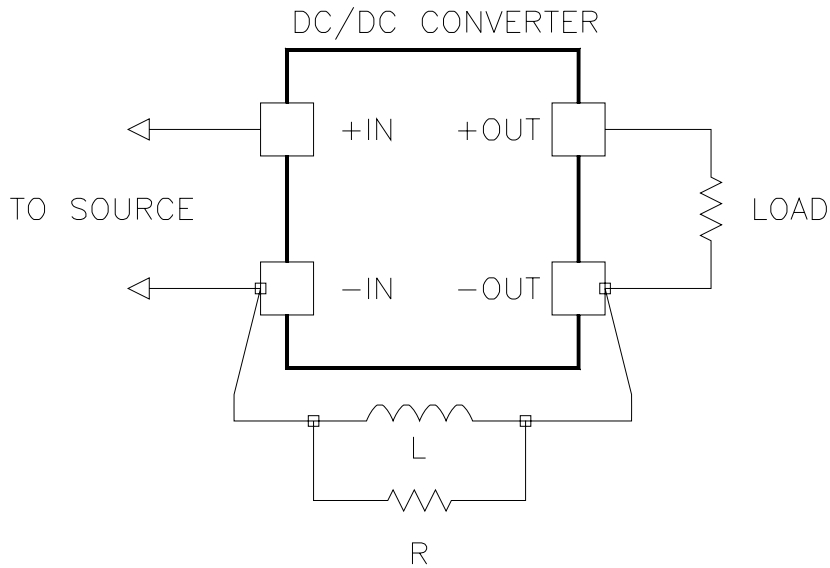 DC/DC CONVERTER
+IN
+OUT
TO SOURCE
LOAD
-IN
-OUT
L
R